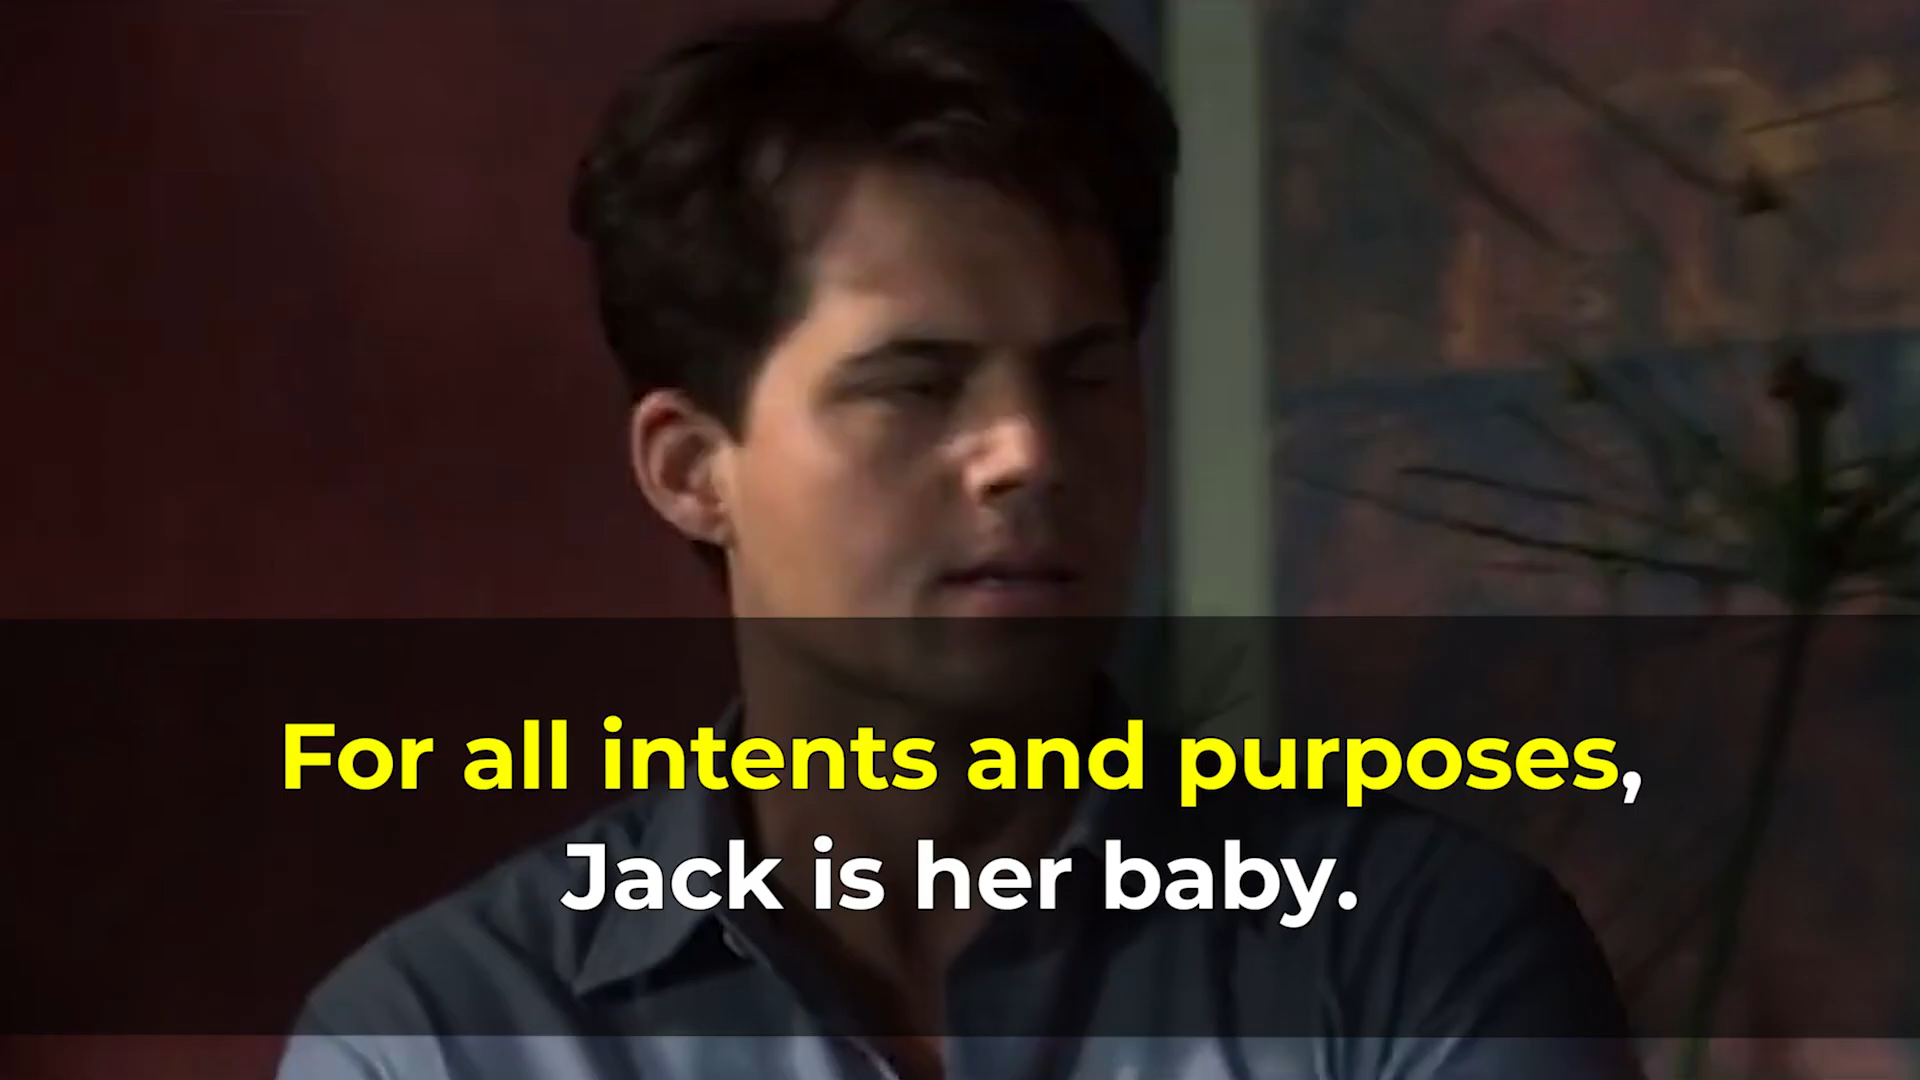 For all intents and purposes,
Jack is her baby.